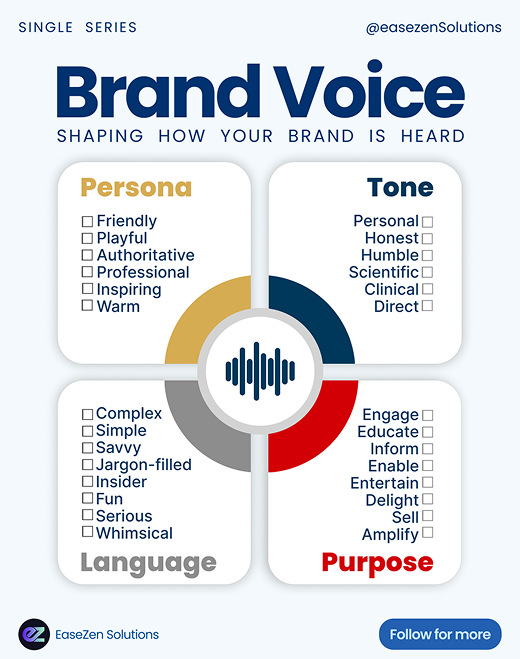 SINGLE SERIES
@easezenSolutions
Brand Voice
SHAPING HOW YOUR BRAND IS HEARD
Persona
Friendly
Playful
Authoritative
Professional
Inspiring
Warm
Tone
Personal
Honest
Humble
Scientific
Clinical
Direct
Complex
Simple
Savvy
Jargon-filled
Insider
Fun
Serious
Whimsical
Language
Engage
Educate
Inform
Enable
Entertain
Delight
Sell
Amplify
Purpose
eZ
EaseZen Solutions
Follow for more